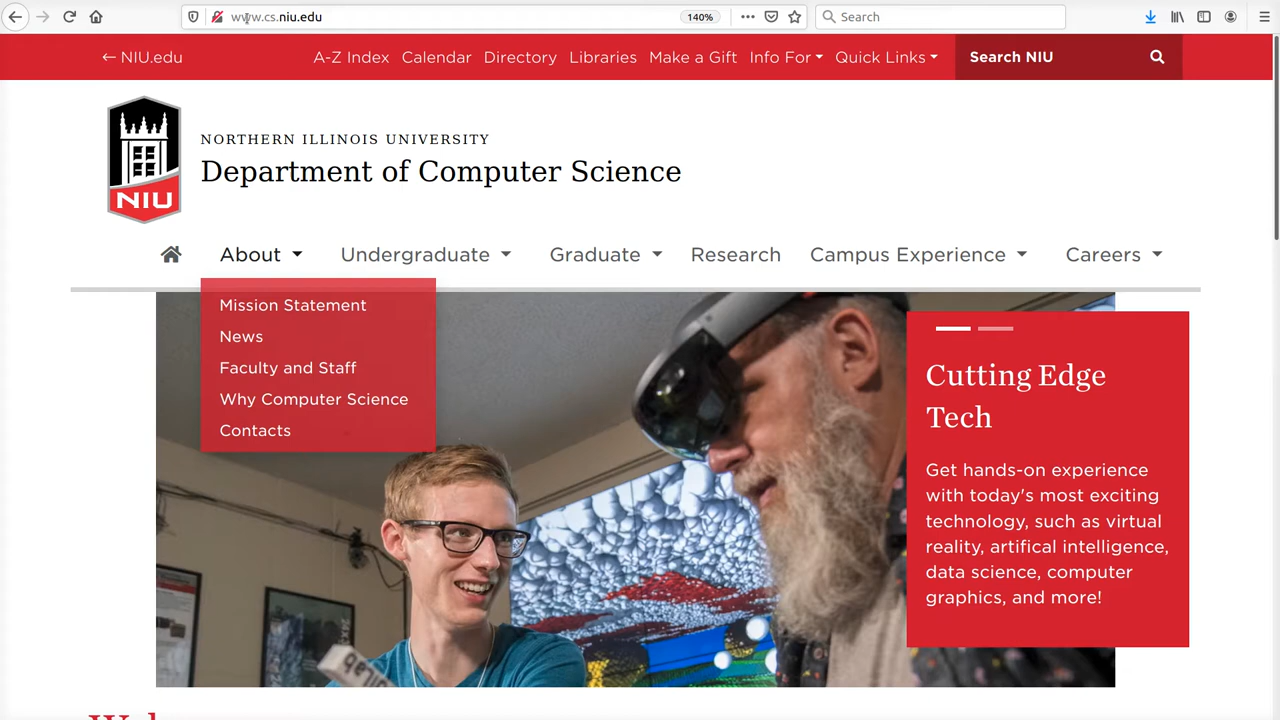 www.cs.niu.edu
140%
Search
← NIU.edu
A-Z Index
Calendar
Directory
Libraries
Make a Gift
Info For
Quick Links
Search NIU
NIU
NORTHERN ILLINOIS UNIVERSITY
Department of Computer Science
About
Undergraduate
Graduate
Research
Campus Experience
Careers
Mission Statement
News
Faculty and Staff
Why Computer Science
Contacts
Cutting Edge
Tech
Get hands-on experience
with today's most exciting
technology, such as virtual
reality, artifical intelligence,
data science, computer
graphics, and more!